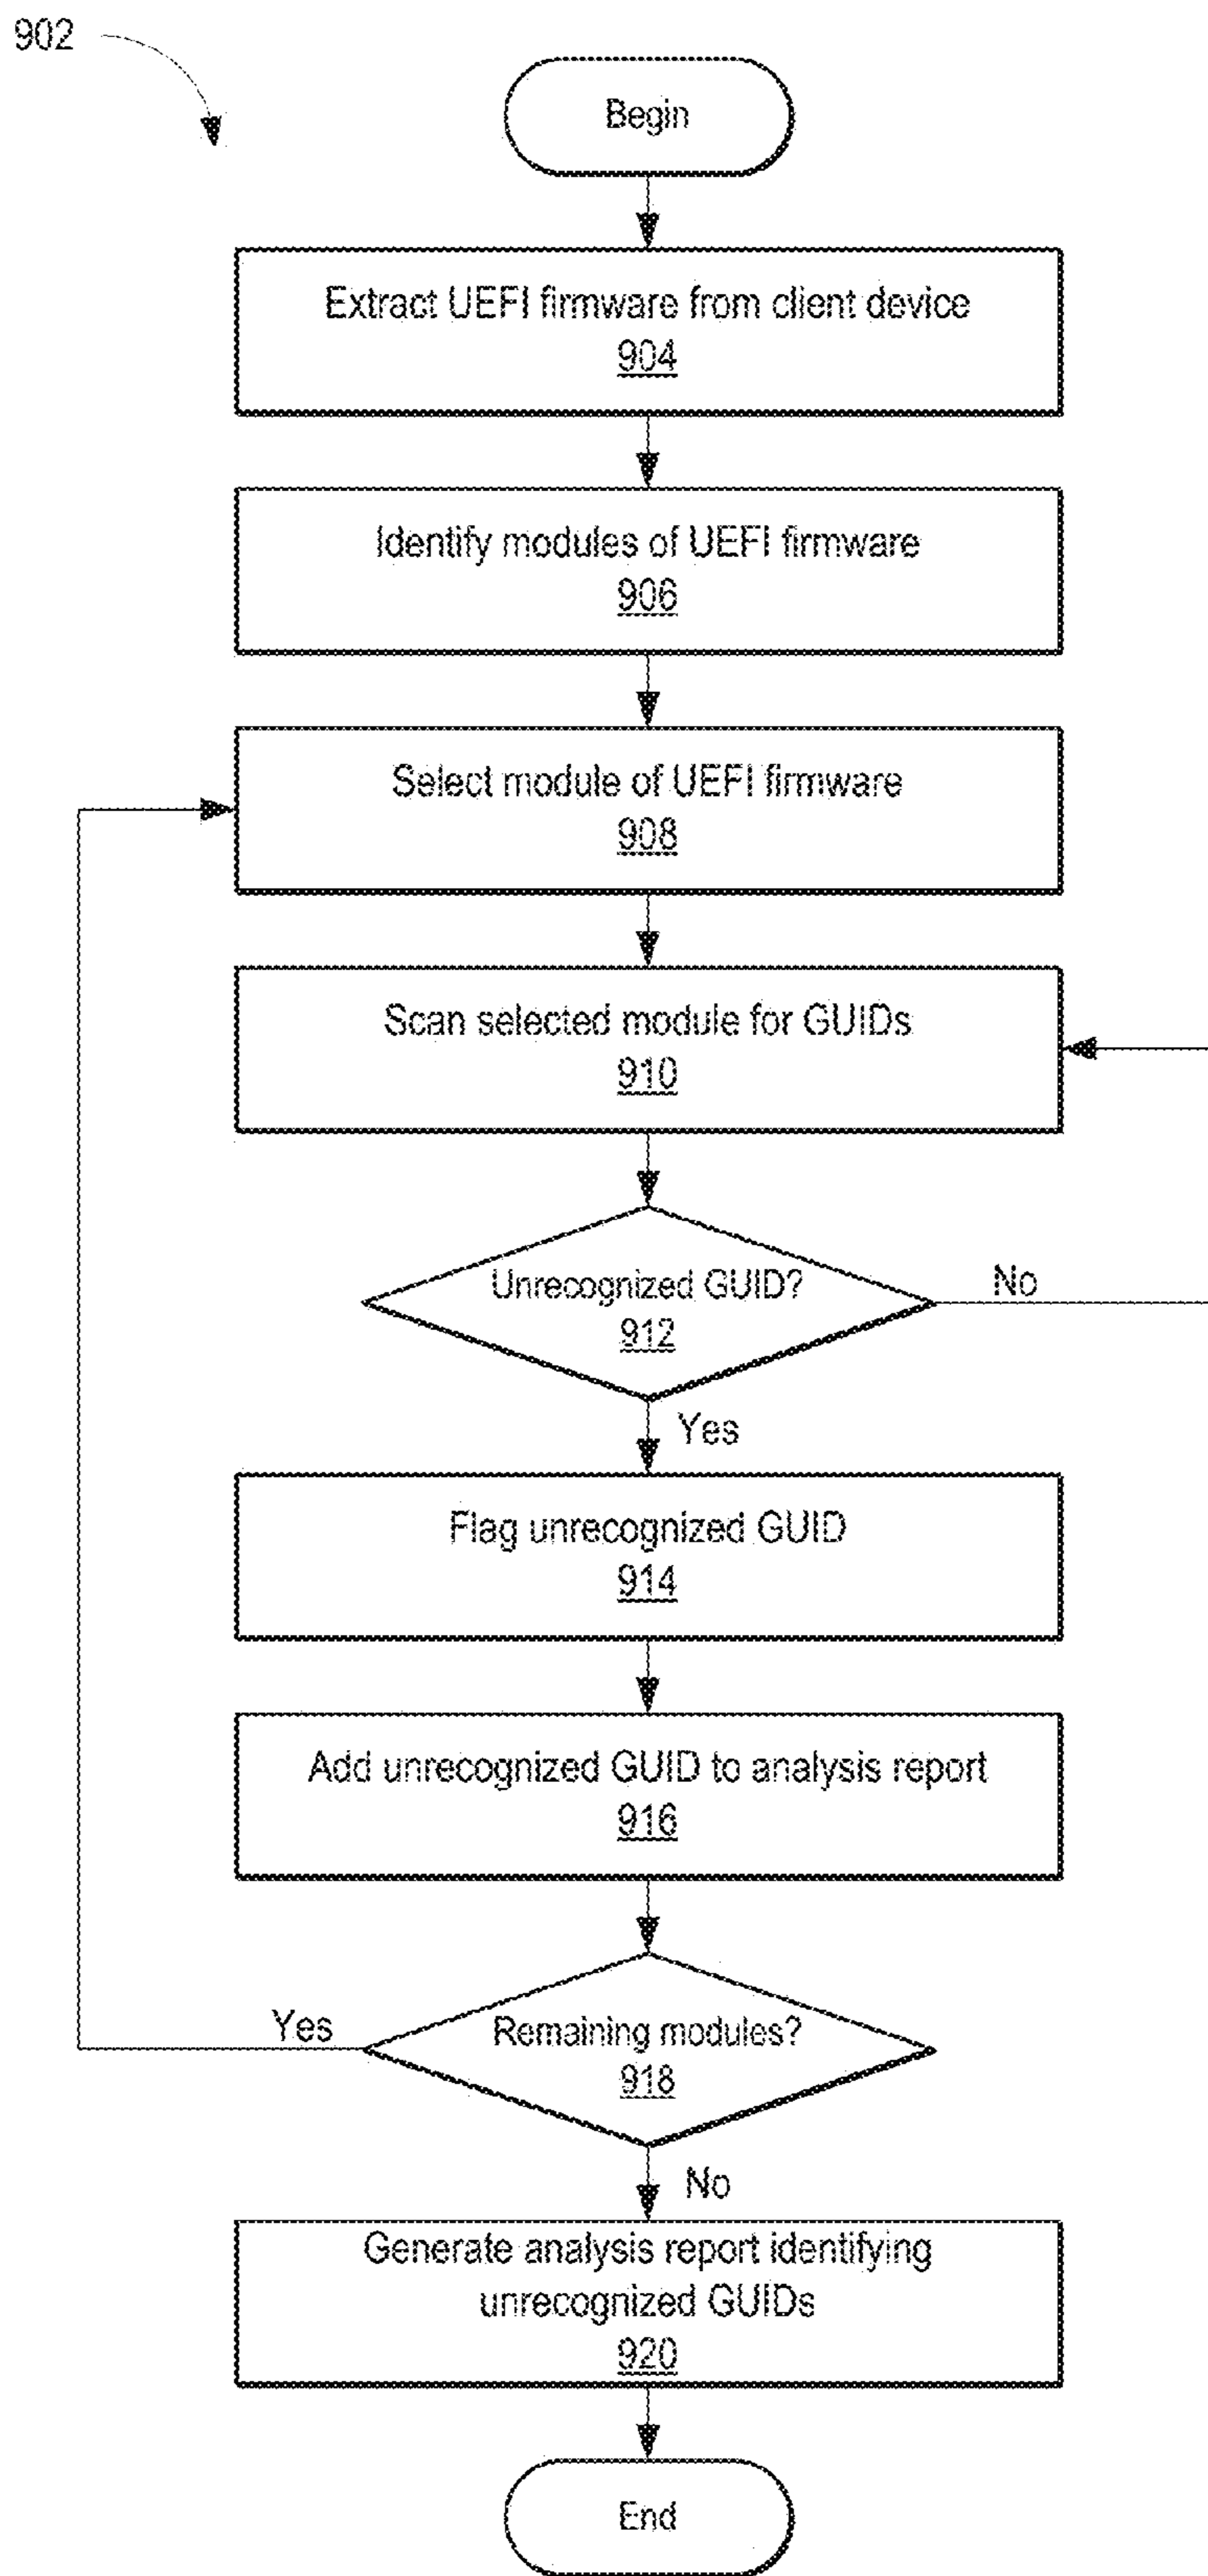 902
Begin
Extract UEFI firmware from client device
904
Identify modules of UEFI firmware
906
Select module of UEFI firmware
908
Scan selected module for GUIDs
910
Unrecognized GUID?
No
912
Yes
Flag unrecognized GUID
914
Add unrecognized GUID to analysis report
916
Yes
Remaining modules?
918
No
Generate analysis report identifying
unrecognized GUIDs
920
End